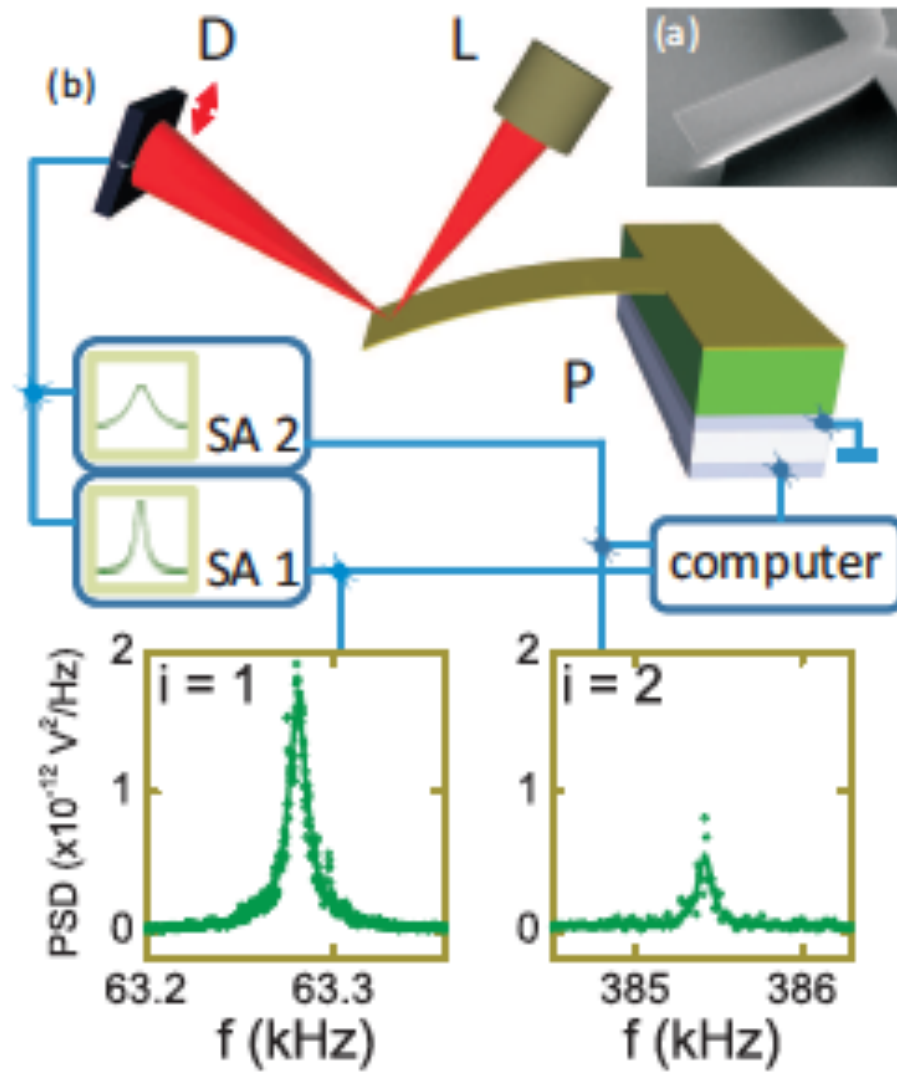 D
L
(a)
(b)
P
SA 2
SA 1
computer
PSD (x10⁻¹² V²/Hz)
2
1
0
i = 1
63.2
63.3
f (kHz)
2
1
0
i = 2
385
386
f (kHz)